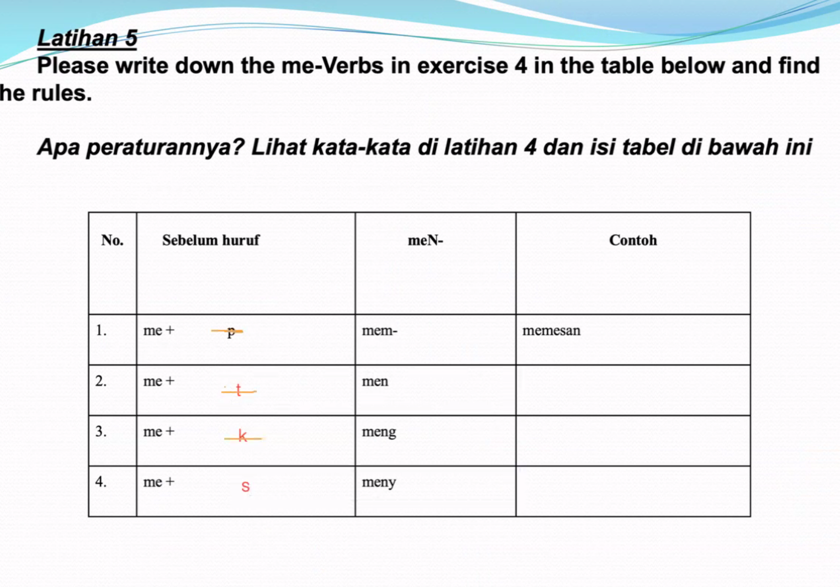 Latihan 5
Please write down the me-Verbs in exercise 4 in the table below and find
he rules.
Apa peraturannya? Lihat kata-kata di latihan 4 dan isi tabel di bawah ini
No. Sebelum huruf meN- Contoh
1. me + p mem- memesan
2. me + t men
3. me + k meng
4. me + s meny